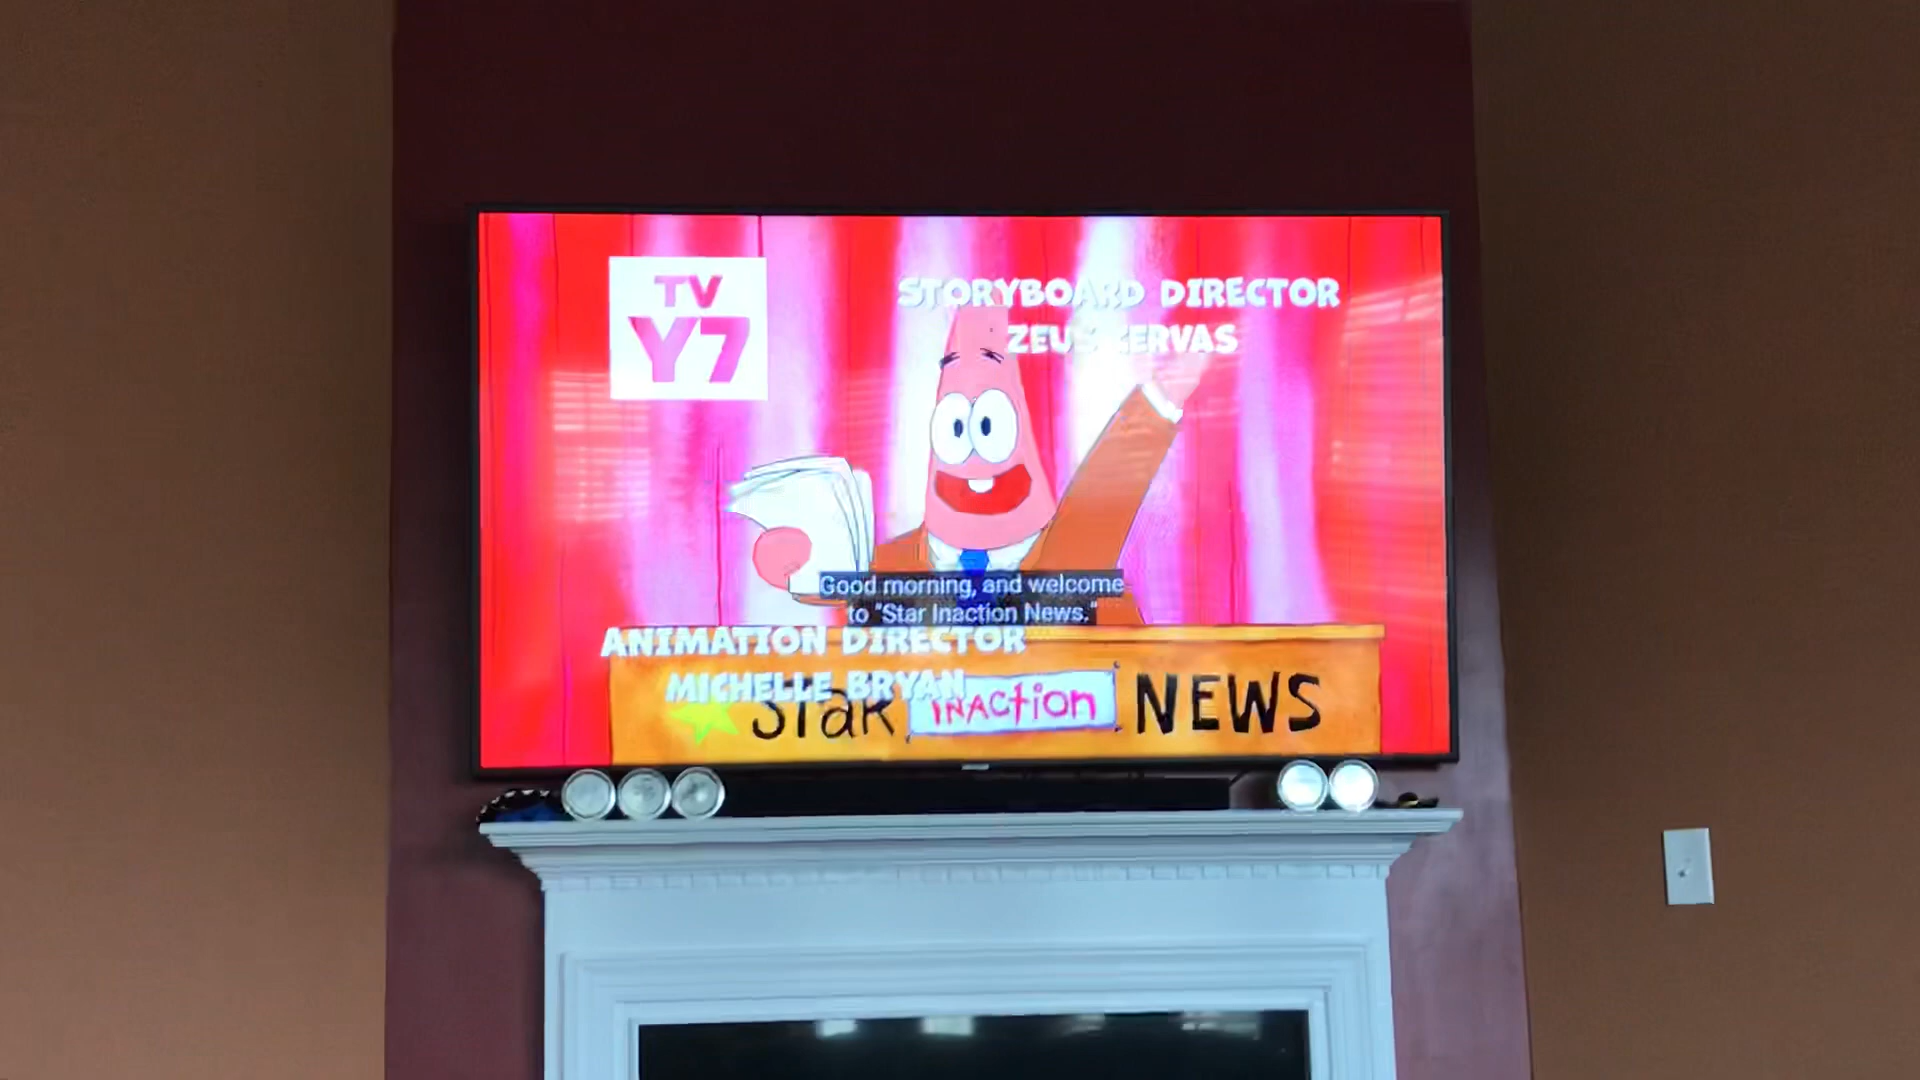 TV
Y7
STORYBOARD DIRECTOR
ZEUS CERVAS
Good morning, and welcome
to "Star Inaction News."
ANIMATION DIRECTOR
MICHELLE BRYAN
Star INACtion NEWS